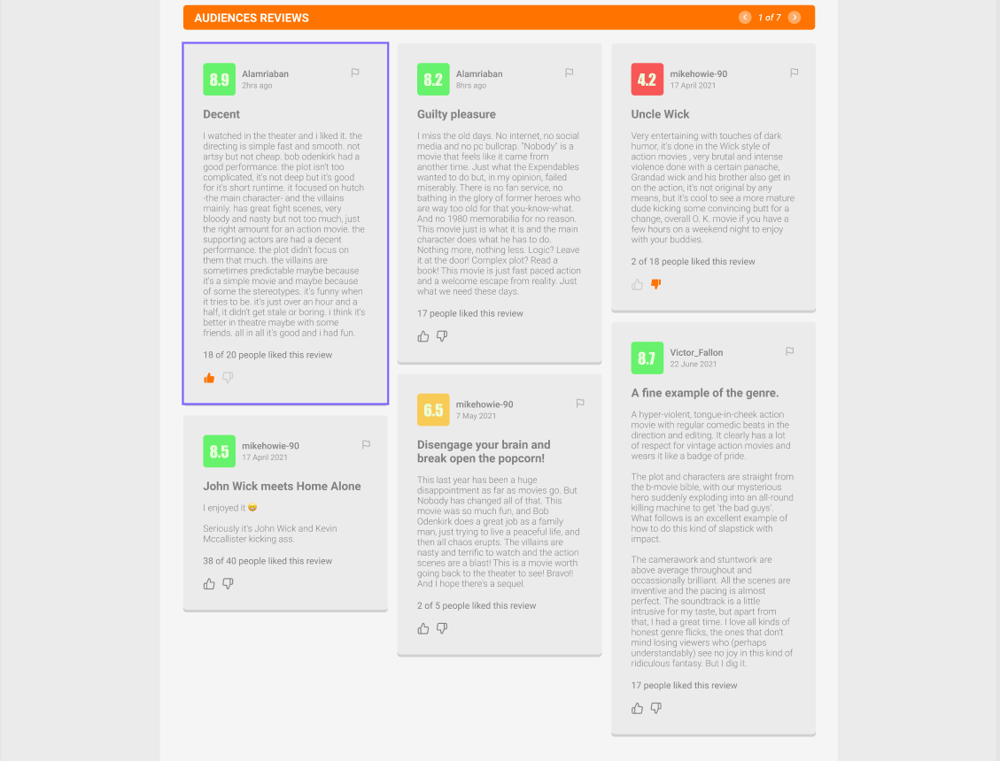 AUDIENCES REVIEWS
1 of 7
8.9
Alamriaban
2hrs ago
Decent
I watched in the theater and i liked it. the
directing is simple fast and smooth. not
artsy but not cheap. bob odenkirk had a
good performance. the plot isn't too
complicated, it's not deep but it's good
for it's short runtime. it focused on hutch
-the main character- and the villains
mainly. has great fight scenes, very
bloody and nasty but not too much, just
the right amount for an action movie. the
supporting actors are had a decent
performance. the plot didn't focus on
them that much. the villains are
sometimes predictable maybe because
it's a simple movie and maybe because
of some the stereotypes. it's funny when
it tries to be. it's just over an hour and a
half, it didn't get stale or boring. i think it's
better in theatre maybe with some
friends. all in all it's good and i had fun.
18 of 20 people liked this review
8.5
mikehowie-90
17 April 2021
John Wick meets Home Alone
I enjoyed it 😄
Seriously it's John Wick and Kevin
Mccallister kicking ass.
38 of 40 people liked this review
8.2
Alamriaban
8hrs ago
Guilty pleasure
I miss the old days. No internet, no social
media and no pc bullcrap. "Nobody" is a
movie that feels like it came from
another time. Just what the Expendables
wanted to do but, in my opinion, failed
miserably. There is no fan service, no
bathing in the glory of former heroes who
are way too old for that you-know-what.
And no 1980 memorabilia for no reason.
This movie just is what it is and the main
character does what he has to do.
Nothing more, nothing less. Logic? Leave
it at the door! Complex plot? Read a
book! This movie is just fast paced action
and a welcome escape from reality. Just
what we need these days.
17 people liked this review
6.5
mikehowie-90
7 May 2021
Disengage your brain and
break open the popcorn!
This last year has been a huge
disappointment as far as movies go. But
Nobody has changed all of that. This
movie was so much fun, and Bob
Odenkirk does a great job as a family
man, just trying to live a peaceful life, and
then all chaos erupts. The villains are
nasty and terrific to watch and the action
scenes are a blast! This is a movie worth
going back to the theater to see! Bravo!!
And I hope there's a sequel.
2 of 5 people liked this review
4.2
mikehowie-90
17 April 2021
Uncle Wick
Very entertaining with touches of dark
humor, it's done in the Wick style of
action movies , very brutal and intense
violence done with a certain panache,
Grandad wick and his brother also get in
on the action, it's not original by any
means, but it's cool to see a more mature
dude kicking some convincing butt for a
change, overall O. K. movie if you have a
few hours on a weekend night to enjoy
with your buddies.
2 of 18 people liked this review
8.7
Victor_Fallon
22 June 2021
A fine example of the genre.
A hyper-violent, tongue-in-cheek action
movie with regular comedic beats in the
direction and editing. It clearly has a lot
of respect for vintage action movies and
wears it like a badge of pride.
The plot and characters are straight from
the b-movie bible, with our mysterious
hero suddenly exploding into an all-round
killing machine to get 'the bad guys'.
What follows is an excellent example of
how to do this kind of slapstick with
impact.
The camerawork and stuntwork are
above average throughout and
occassionally brilliant. All the scenes are
inventive and the pacing is almost
perfect. The soundtrack is a little
intrusive for my taste, but apart from
that, I had a great time. I love all kinds of
honest genre flicks, the ones that don't
mind losing viewers who (perhaps
understandably) see no joy in this kind of
ridiculous fantasy. But I dig it.
17 people liked this review